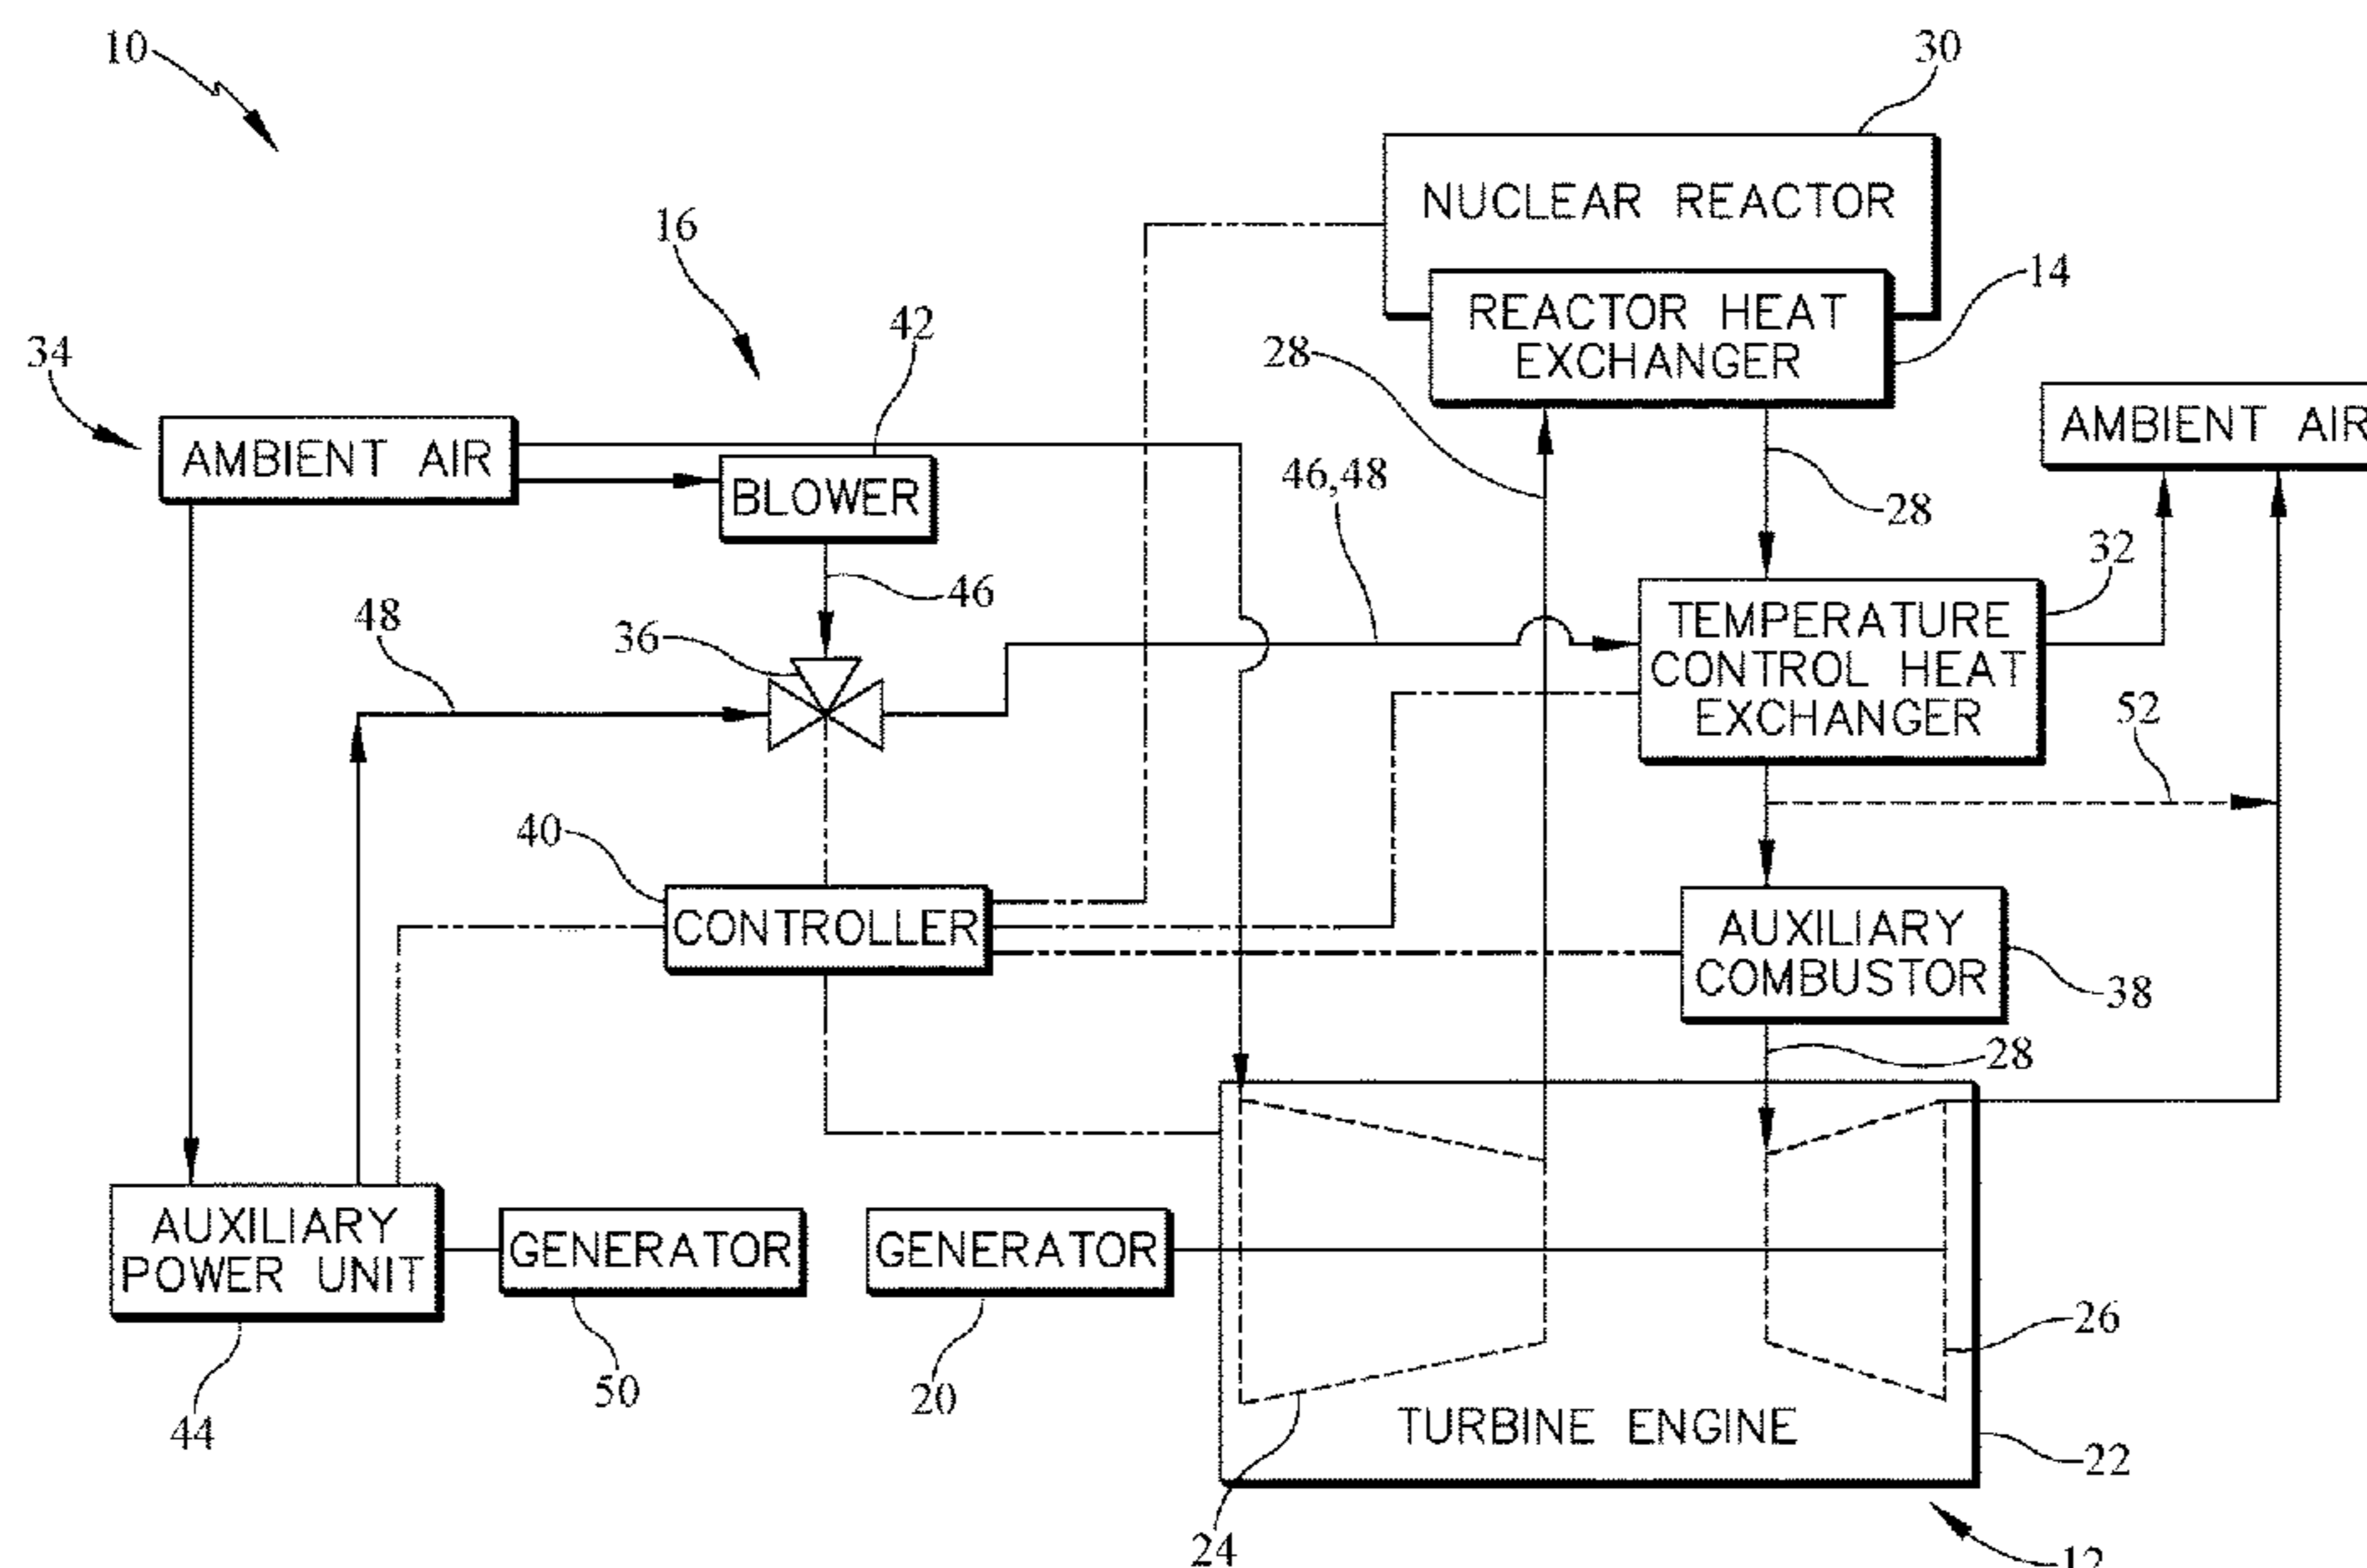 10
30
NUCLEAR REACTOR
16
14
REACTOR HEAT
EXCHANGER
42
28
34
AMBIENT AIR
AMBIENT AIR
BLOWER
46,48
28
32
46
48
36
TEMPERATURE
CONTROL HEAT
EXCHANGER
52
40
CONTROLLER
AUXILIARY
COMBUSTOR
38
28
AUXILIARY
POWER UNIT
GENERATOR
GENERATOR
26
50
20
44
TURBINE ENGINE
22
24
12